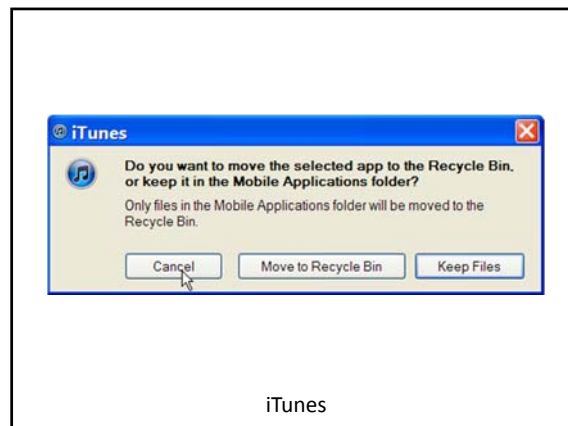 iTunes
Do you want to move the selected app to the Recycle Bin,
or keep it in the Mobile Applications folder?
Only files in the Mobile Applications folder will be moved to the
Recycle Bin.
Cancel Move to Recycle Bin Keep Files
iTunes